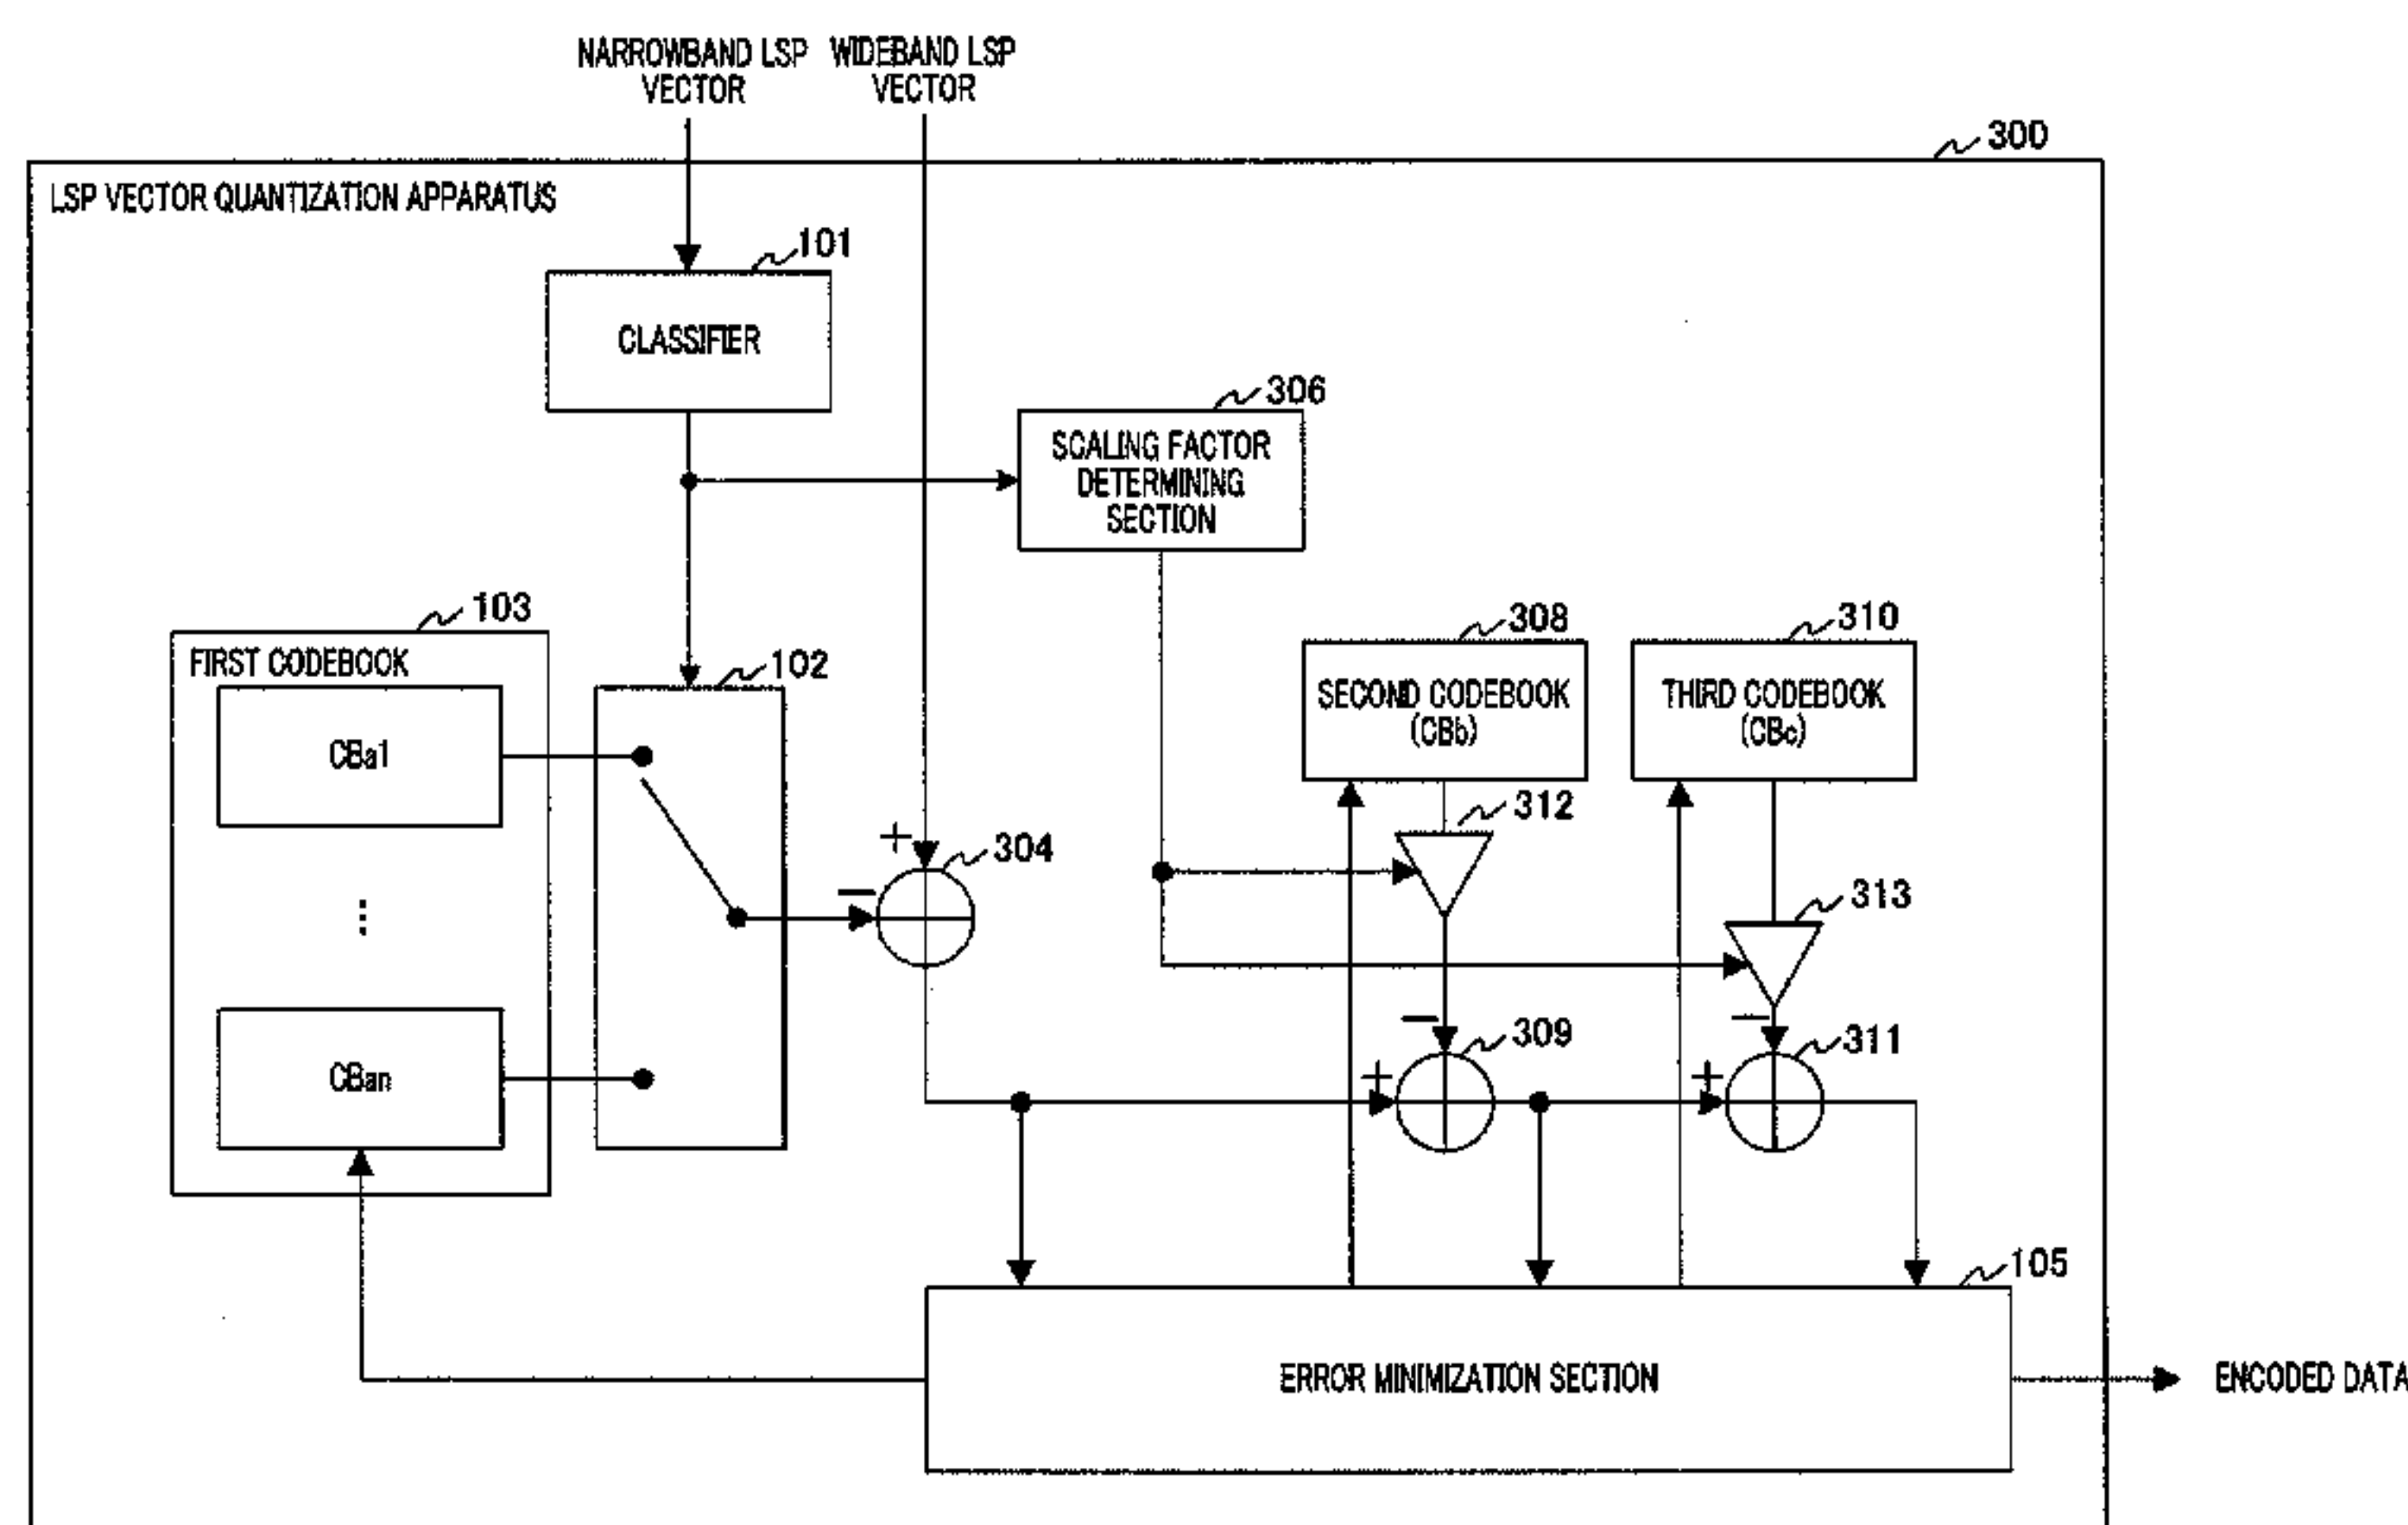 NARROWBAND LSP VECTOR
WIDEBAND LSP VECTOR
300
LSP VECTOR QUANTIZATION APPARATUS
101
CLASSIFIER
306
SCALING FACTOR
DETERMINING
SECTION
103
FIRST CODEBOOK
102
308
310
CBa1
SECOND CODEBOOK
(CBb)
THIRD CODEBOOK
(CBc)
312
+
304
−
313
⋮
−
309
−
311
CBan
+
+
105
ERROR MINIMIZATION SECTION
ENCODED DATA